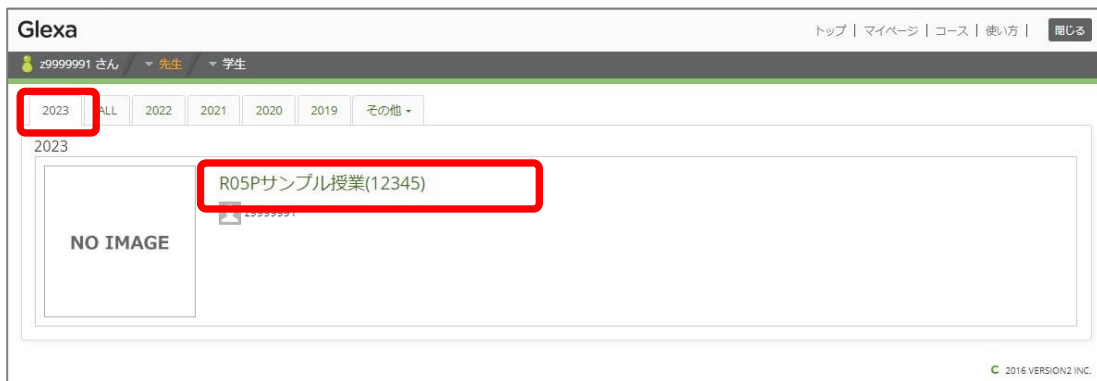 Glexa
トップ | マイページ | コース | 使い方 | 閉じる
z9999991 さん 先生 学生
2023 ALL 2022 2021 2020 2019 その他
2023
R05Pサンプル授業(12345)
z9999991
NO IMAGE
C 2016 VERSION2 INC.